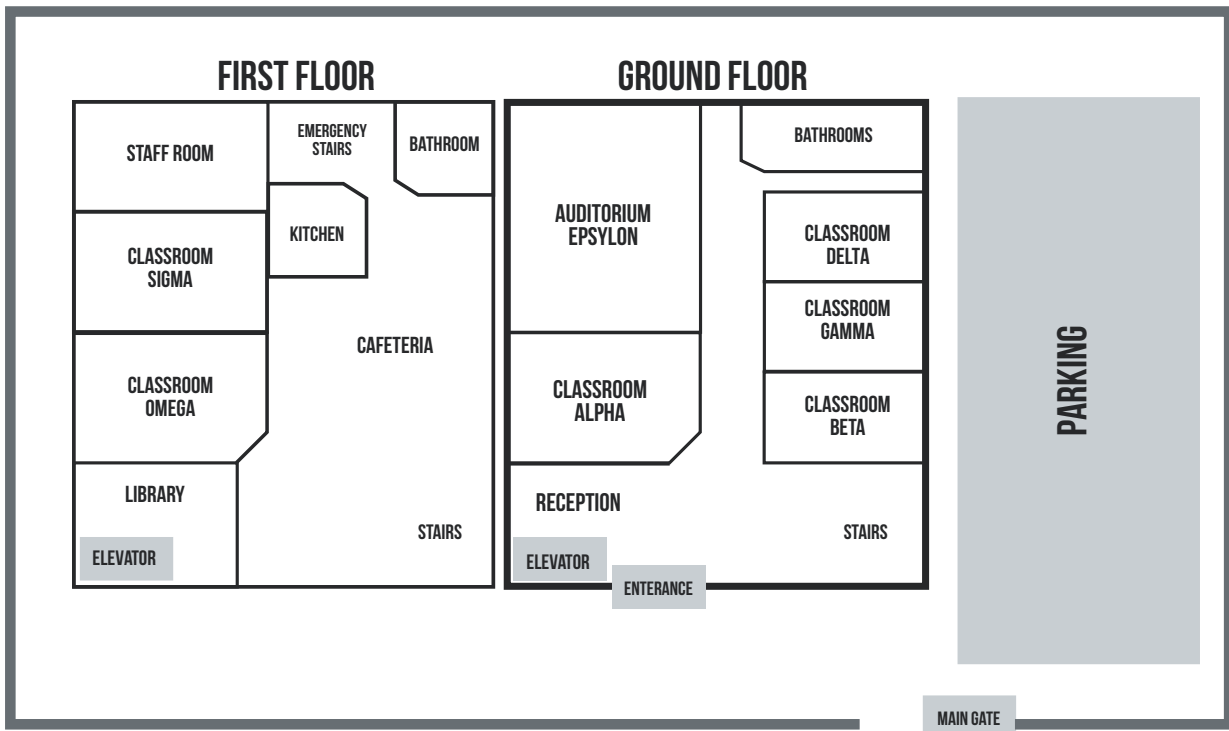 FIRST FLOOR
STAFF ROOM
EMERGENCY
STAIRS
BATHROOM
KITCHEN
CLASSROOM
SIGMA
CAFETERIA
CLASSROOM
OMEGA
LIBRARY
STAIRS
ELEVATOR
GROUND FLOOR
BATHROOMS
AUDITORIUM
EPSYLON
CLASSROOM
DELTA
CLASSROOM
GAMMA
CLASSROOM
ALPHA
CLASSROOM
BETA
RECEPTION
STAIRS
ELEVATOR
ENTERANCE
PARKING
MAIN GATE